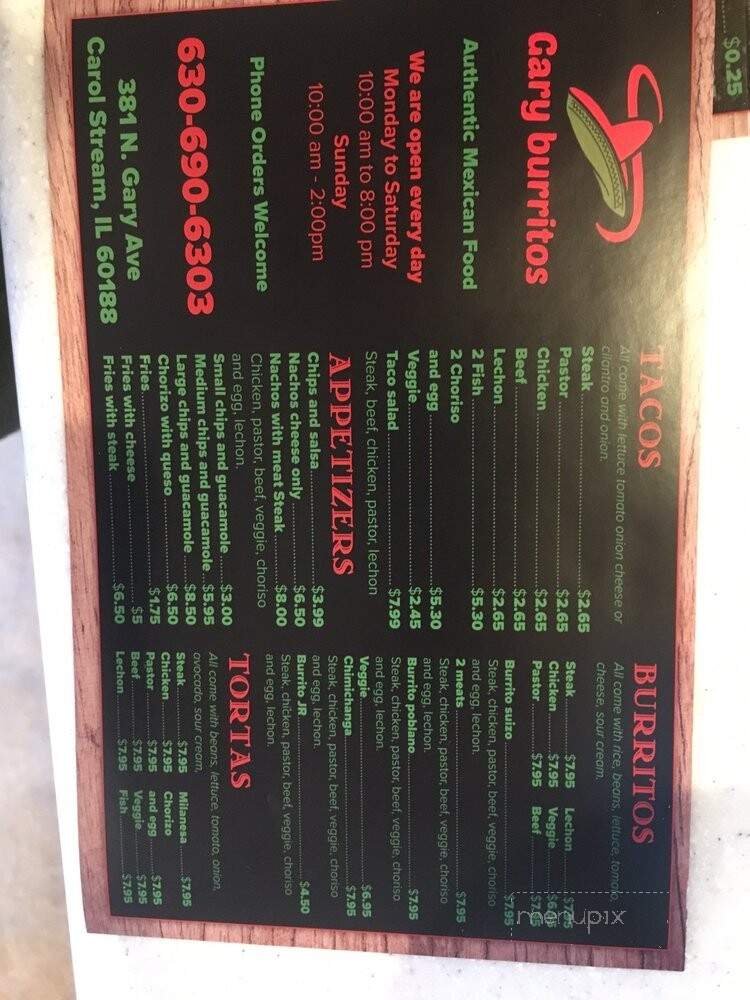 $0.25
Gary burritos
Authentic Mexican Food
We are open every day
Monday to Saturday
10:00 am to 8:00 pm
Sunday
10:00 am - 2:00pm
Phone Orders Welcome
630-690-6303
381 N. Gary Ave
Carol Stream, IL 60188
TACOS
All come with lettuce tomato onion cheese or
cilantro and onion.
Steak $2.65
Pastor $2.65
Chicken $2.65
Beef $2.65
Lechon $2.65
2 Fish $5.30
2 Choriso
and egg $5.30
Veggie $2.45
Taco salad $7.99
Steak, beef, chicken, pastor, lechon
APPETIZERS
Chips and salsa $3.99
Nachos cheese only $6.50
Nachos with meat Steak $8.00
Chicken, pastor, beef, veggie, choriso
and egg, lechon.
Small chips and guacamole $3.00
Medium chips and guacamole $5.95
Large chips and guacamole $8.50
Chorizo with queso $6.50
Fries $1.75
Fries with cheese $5
Fries with steak $6.50
BURRITOS
All come with rice, beans, lettuce, tomato,
cheese, sour cream.
Steak $7.95 Lechon
Chicken $7.95 Veggie
Pastor $7.95 Beef
Burrito suizo $7.95
Steak, chicken, pastor, beef, veggie, choriso
and egg, lechon.
2 meats $7.95
Steak, chicken, pastor, beef, veggie, choriso
and egg, lechon.
Burrito poblano $7.95
Steak, chicken, pastor, beef, veggie, choriso
and egg, lechon.
Veggie $6.95
Chimichanga $7.95
Steak, chicken, pastor, beef, veggie, choriso
and egg, lechon.
Burrito JR $4.50
Steak, chicken, pastor, beef, veggie, choriso
and egg, lechon.
TORTAS
All come with beans, lettuce, tomato, onion,
avocado, sour cream.
Steak $7.95 Milanesa $7.95
Chicken $7.95 Chorizo
Pastor $7.95 and egg $7.95
Beef $7.95 Veggie $7.95
Lechon $7.95 Fish $7.95
menupix